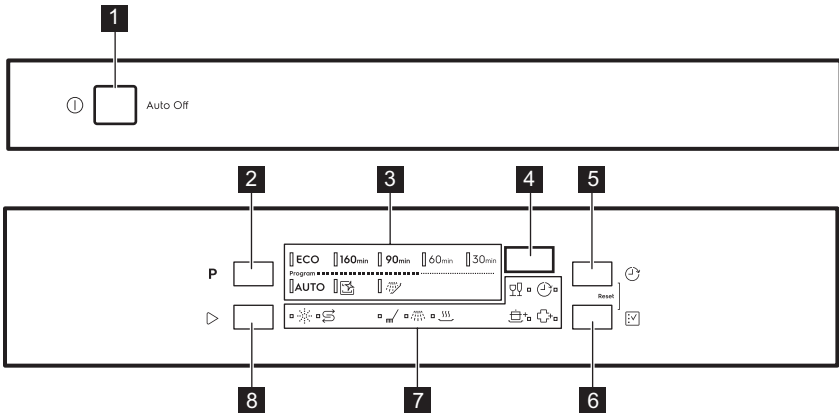 1
Auto Off
2 3 4 5
ECO 160min 90min 60min 30min
P
Program
Reset
AUTO
8 7 6